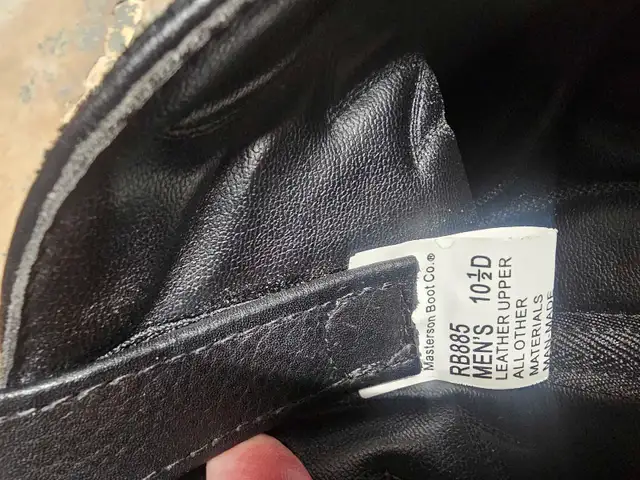 Masterson Boot Co.®
RB885
MEN'S 10½D
LEATHER UPPER
ALL OTHER
MATERIALS
MAN MADE